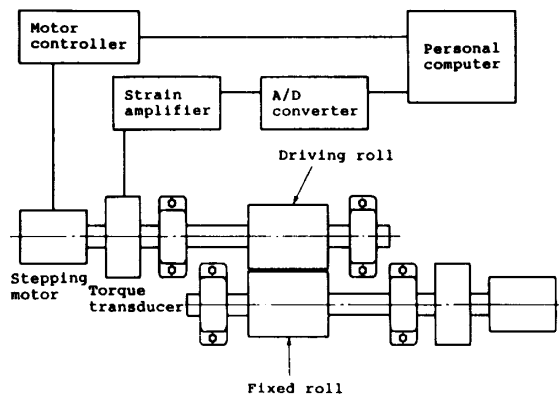 Motor
controller
Personal
computer
Strain
amplifier
A/D
converter
Driving roll
Stepping
motor
Torque
transducer
Fixed roll